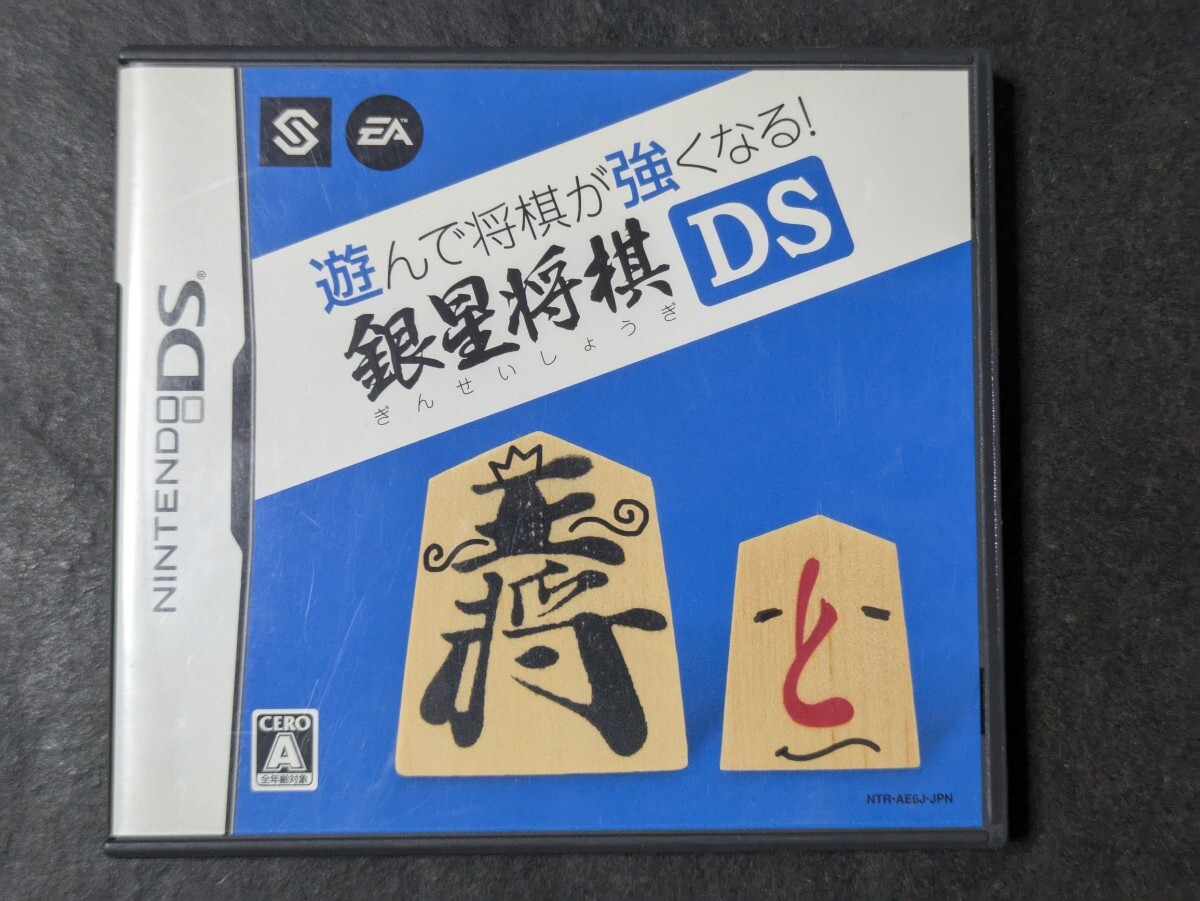 NINTENDO DS®
EA™
遊んで将棋が強くなる!
銀星将棋 DS
ぎんせいしょうぎ
王将
と
CERO
A
全年齢対象
NTR-AE6J-JPN